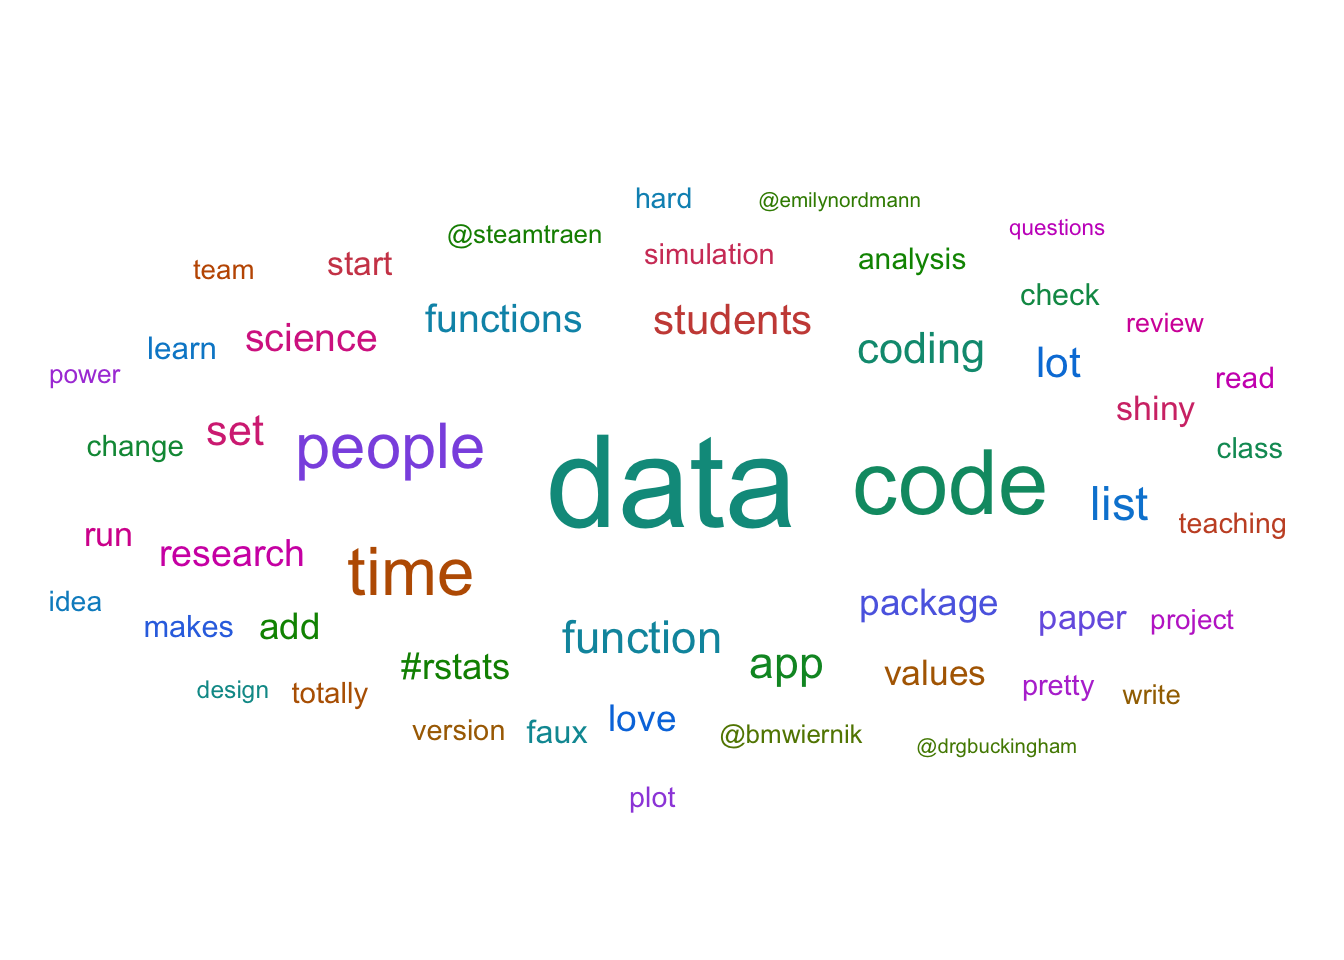 hard
@emilynordmann
@steamtraen
questions
simulation
analysis
start
team
check
functions
students
review
science
learn
coding
lot
power
read
shiny
set
people
change
class
data
code
list
teaching
run
research
time
idea
package
paper
project
makes
add
function
#rstats
app
values
pretty
design
totally
write
love
version
faux
@bmwiernik
@drgbuckingham
plot